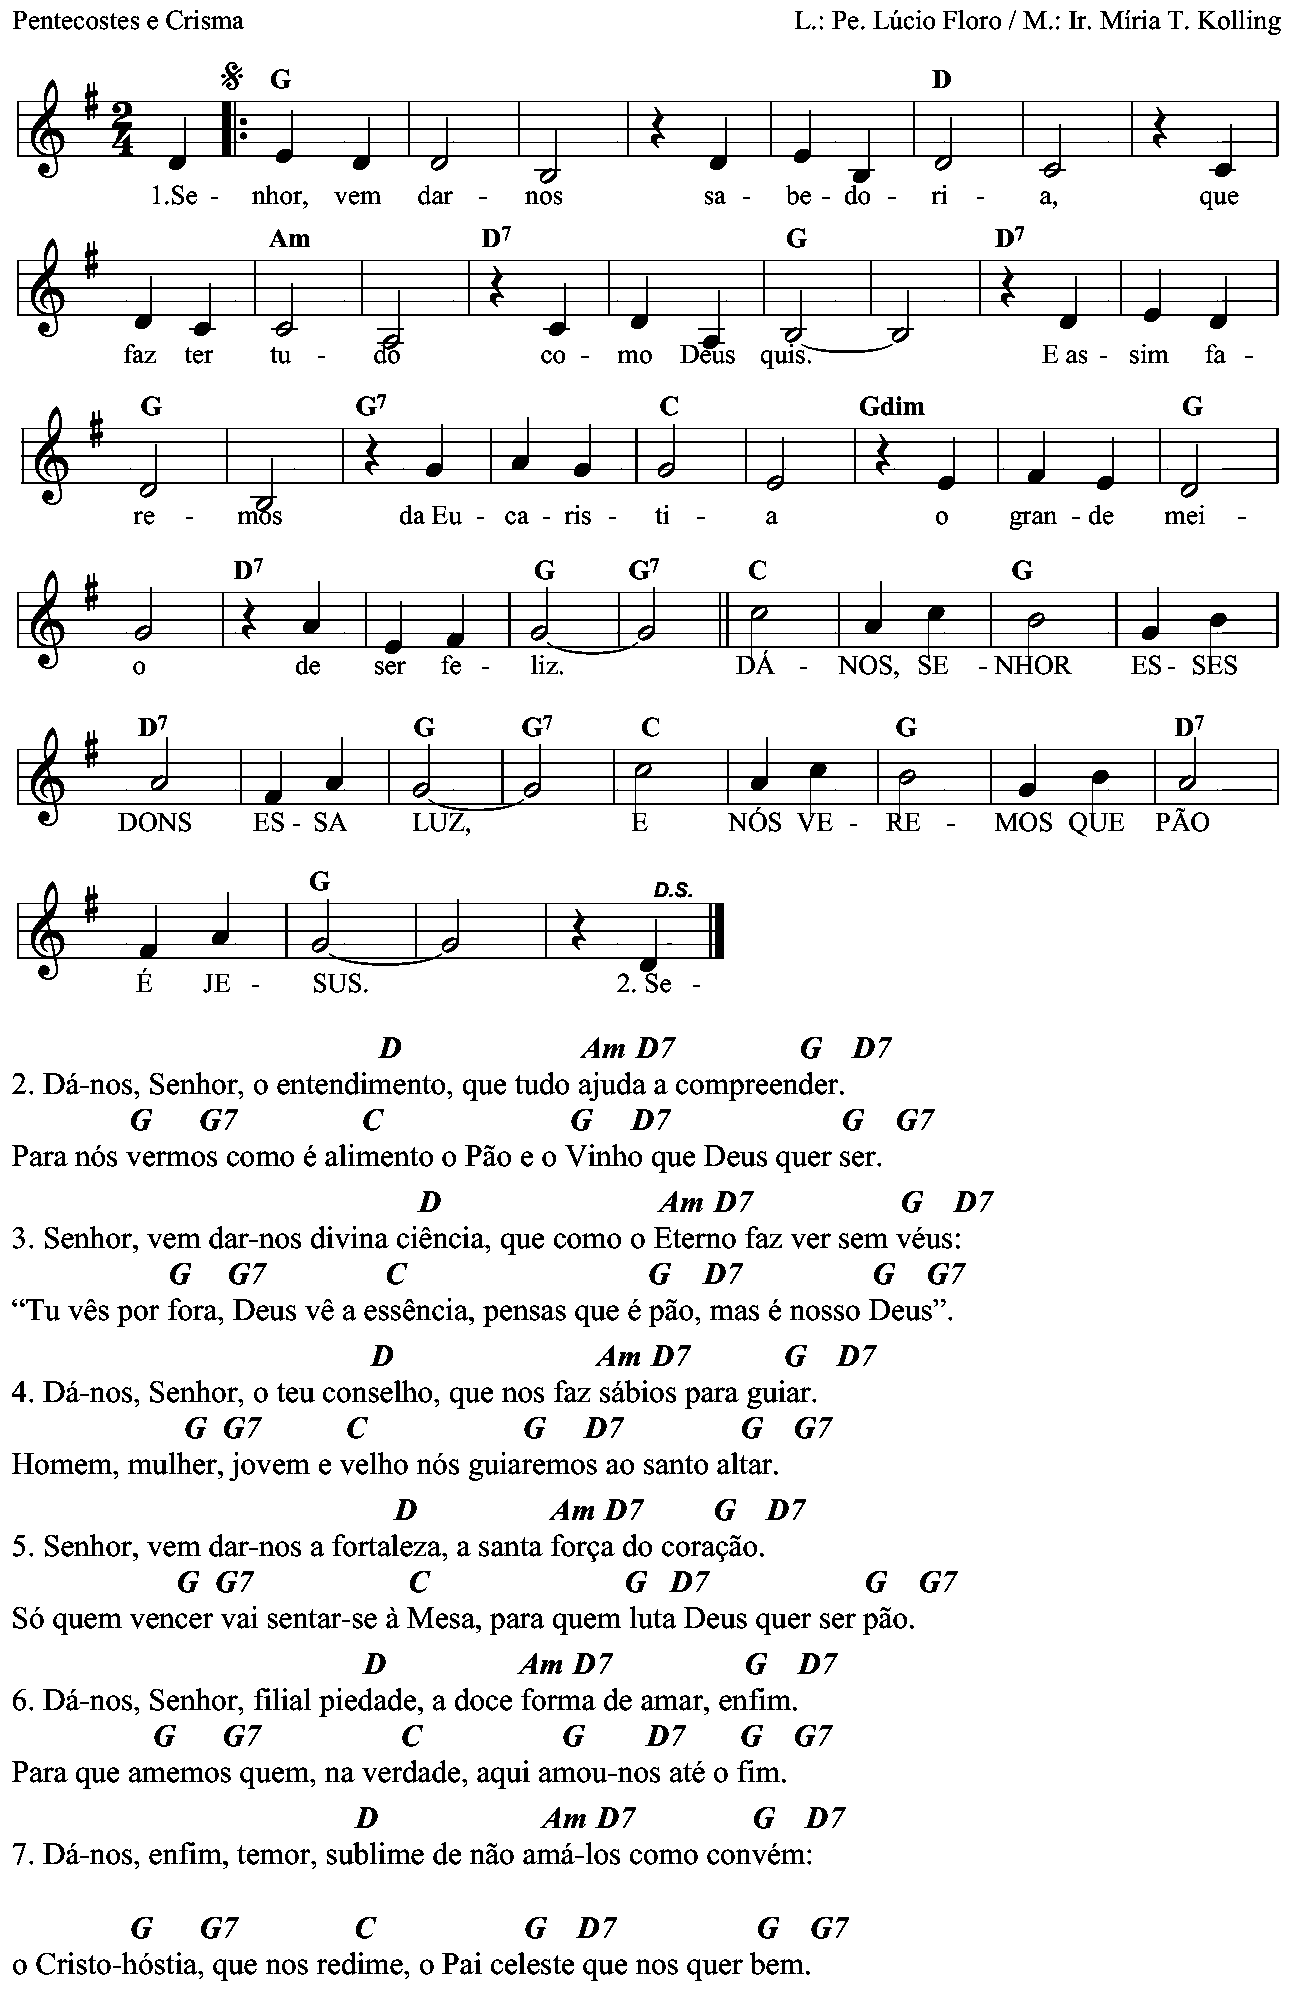 Pentecostes e Crisma L.: Pe. Lúcio Floro / M.: Ir. Míria T. Kolling
G D
1.Se - nhor, vem dar - nos sa - be - do - ri - a, que
Am D7 G D7
faz ter tu - do co - mo Deus quis. E as - sim fa -
G G7 C Gdim G
re - mos da Eu - ca - ris - ti - a o gran - de mei -
D7 G G7 C G
o de ser fe - liz. DÁ - NOS, SE - NHOR ES - SES
D7 G G7 C G D7
DONS ES - SA LUZ, E NÓS VE - RE - MOS QUE PÃO
G D.S.
É JE - SUS. 2. Se -
D Am D7 G D7
2. Dá-nos, Senhor, o entendimento, que tudo ajuda a compreender.
G G7 C G D7 G G7
Para nós vermos como é alimento o Pão e o Vinho que Deus quer ser.
D Am D7 G D7
3. Senhor, vem dar-nos divina ciência, que como o Eterno faz ver sem véus:
G G7 C G D7 G G7
“Tu vês por fora, Deus vê a essência, pensas que é pão, mas é nosso Deus”.
D Am D7 G D7
4. Dá-nos, Senhor, o teu conselho, que nos faz sábios para guiar.
G G7 C G D7 G G7
Homem, mulher, jovem e velho nós guiaremos ao santo altar.
D Am D7 G D7
5. Senhor, vem dar-nos a fortaleza, a santa força do coração.
G G7 C G D7 G G7
Só quem vencer vai sentar-se à Mesa, para quem luta Deus quer ser pão.
D Am D7 G D7
6. Dá-nos, Senhor, filial piedade, a doce forma de amar, enfim.
G G7 C G D7 G G7
Para que amemos quem, na verdade, aqui amou-nos até o fim.
D Am D7 G D7
7. Dá-nos, enfim, temor, sublime de não amá-los como convém:
G G7 C G D7 G G7
o Cristo-hóstia, que nos redime, o Pai celeste que nos quer bem.